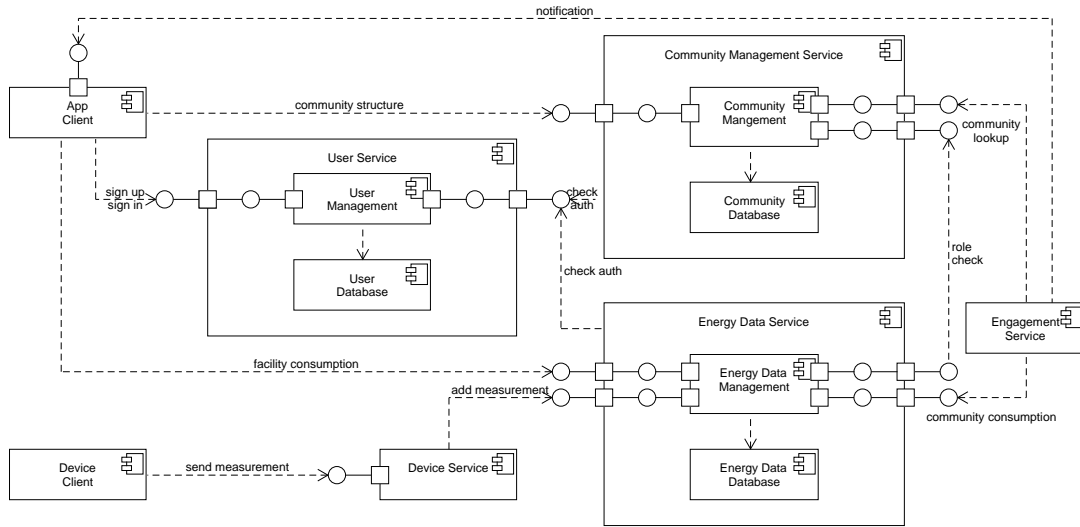 notification
Community Management Service
App
Client
community structure
Community
Mangement
community
lookup
User Service
sign up
sign in
User
Management
check
auth
Community
Database
User
Database
check auth
role
check
Energy Data Service
Engagement
Service
facility consumption
Energy Data
Management
add measurement
community consumption
Device
Client
send measurement
Device Service
Energy Data
Database